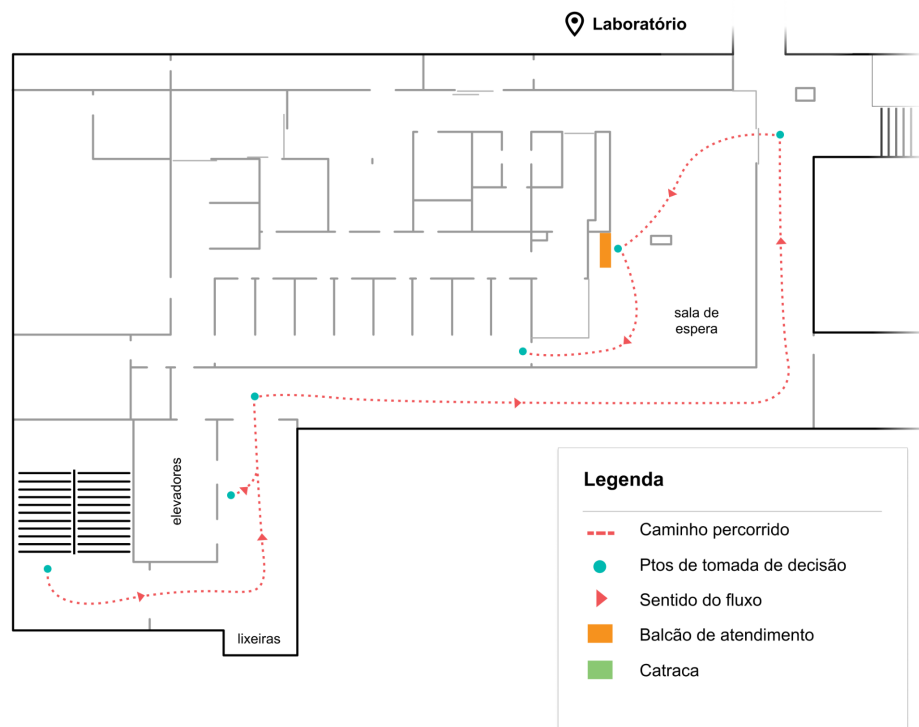 Laboratório
sala de
espera
elevadores
lixeiras
Legenda
Caminho percorrido
Ptos de tomada de decisão
Sentido do fluxo
Balcão de atendimento
Catraca